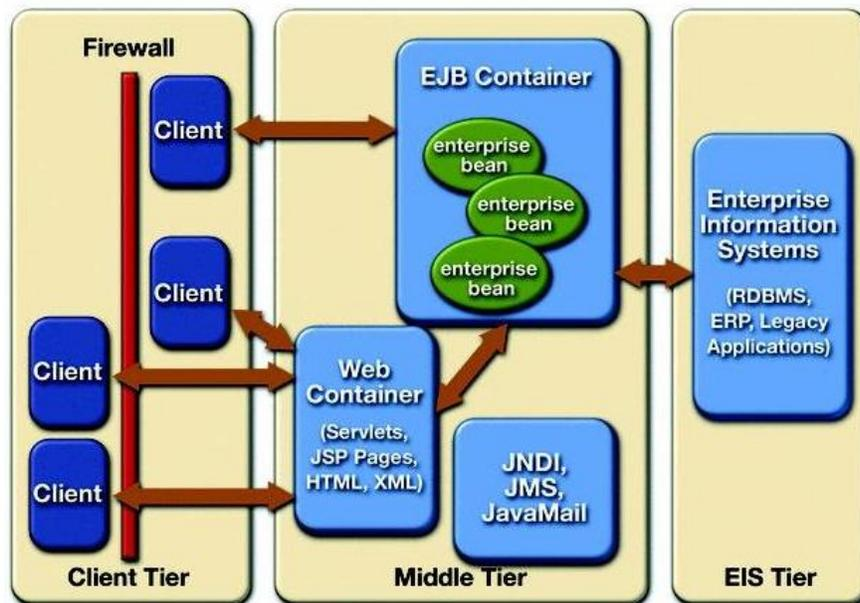 Firewall
Client
Client
Client
Client
Client Tier
EJB Container
enterprise
bean
enterprise
bean
enterprise
bean
Web
Container
(Servlets,
JSP Pages,
HTML, XML)
JNDI,
JMS,
JavaMail
Middle Tier
Enterprise
Information
Systems
(RDBMS,
ERP, Legacy
Applications)
EIS Tier